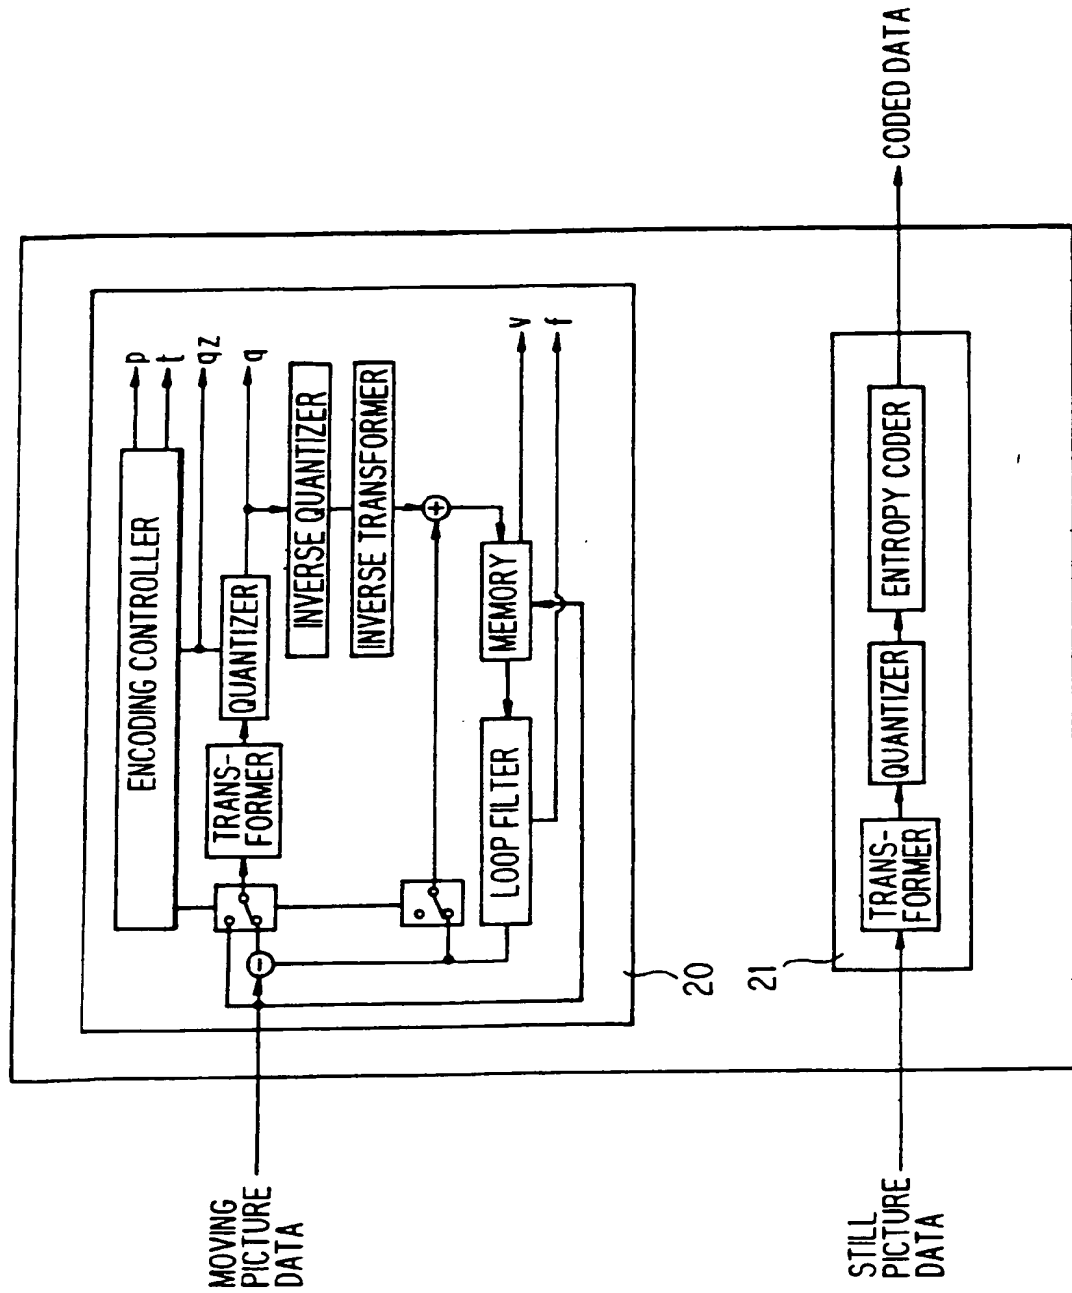 MOVING
PICTURE
DATA
ENCODING CONTROLLER
p
t
qz
q
TRANS-
FORMER
QUANTIZER
INVERSE QUANTIZER
INVERSE TRANSFORMER
+
-
MEMORY
LOOP FILTER
v
f
20
STILL
PICTURE
DATA
21
TRANS-
FORMER
QUANTIZER
ENTROPY CODER
CODED DATA